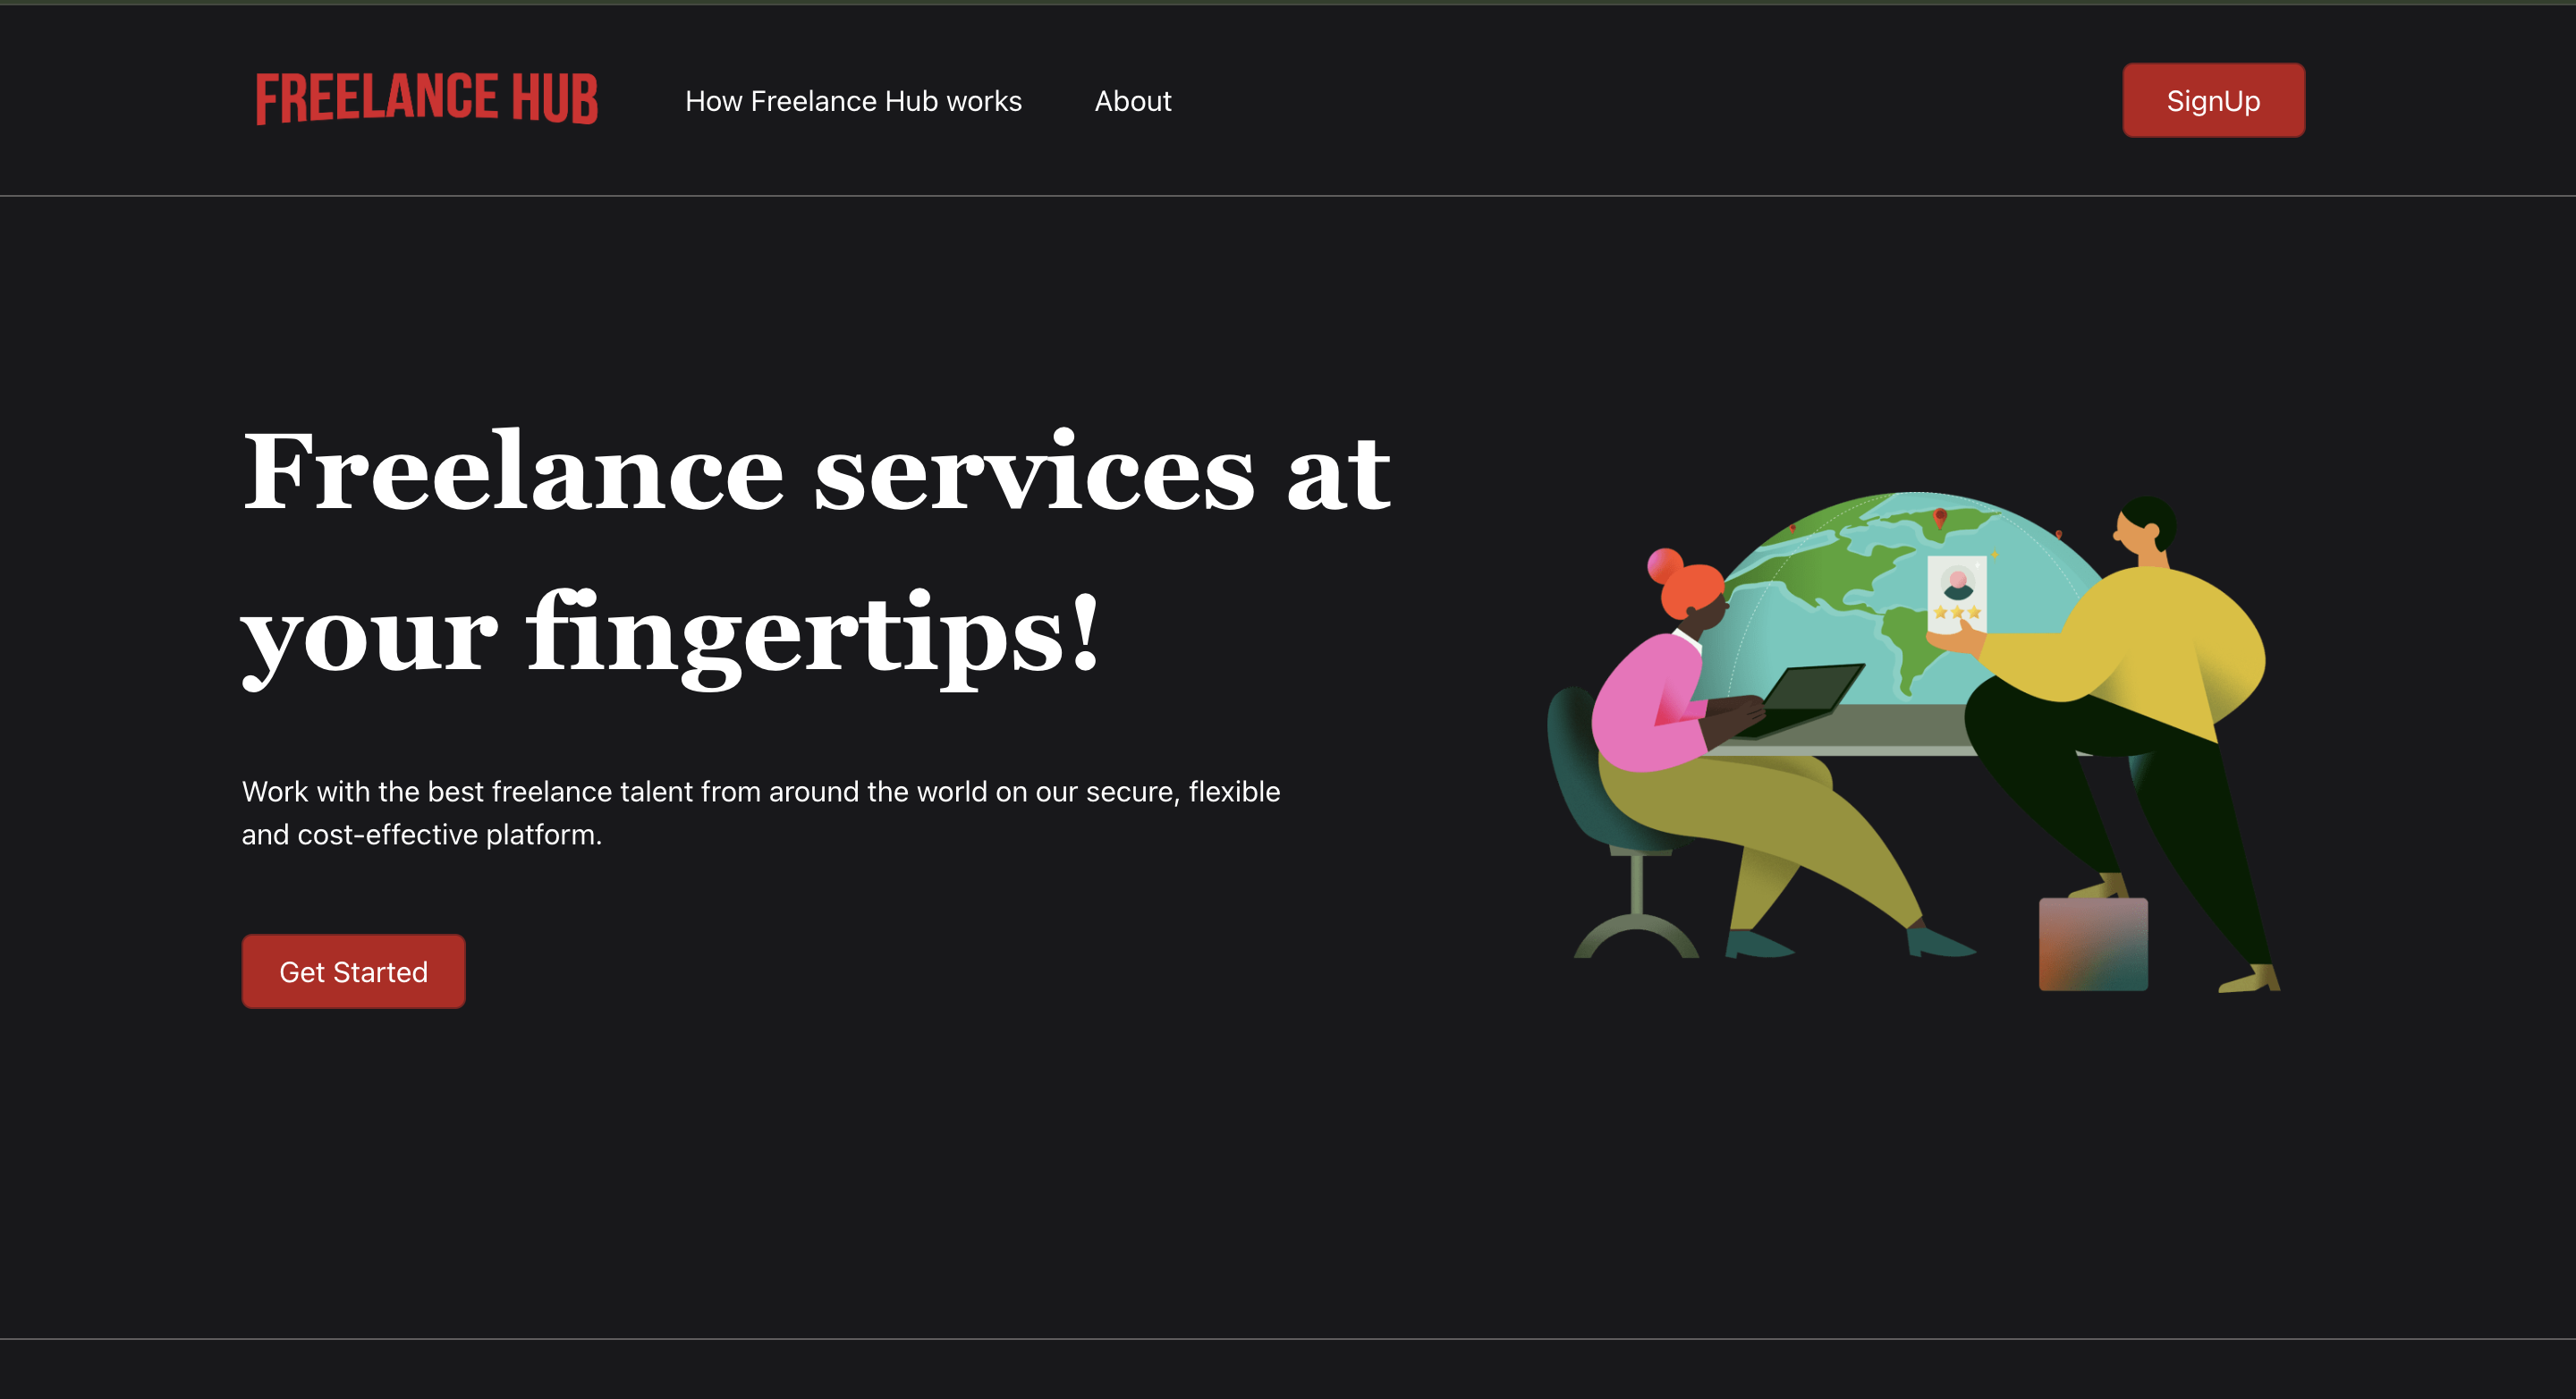 FREELANCE HUB
How Freelance Hub works
About
SignUp
Freelance services at
your fingertips!
Work with the best freelance talent from around the world on our secure, flexible
and cost-effective platform.
Get Started